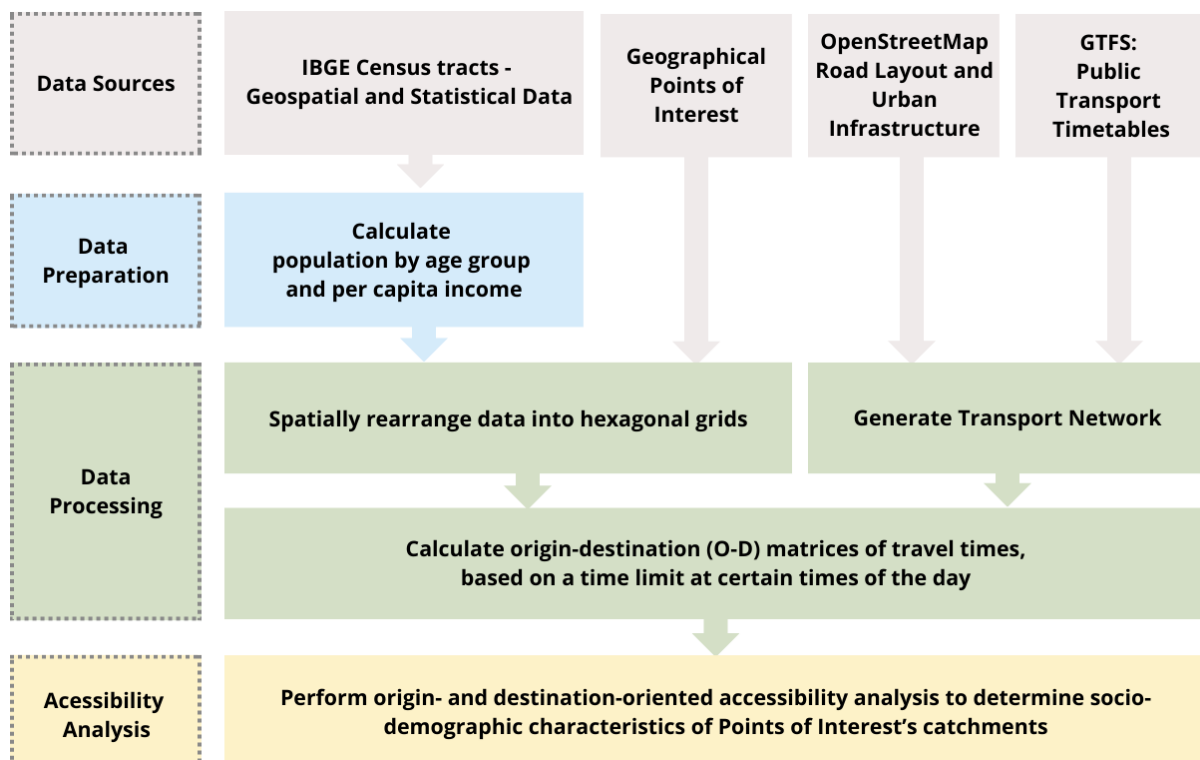 Data Sources
IBGE Census tracts -
Geospatial and Statistical Data
Geographical
Points of
Interest
OpenStreetMap
Road Layout and
Urban
Infrastructure
GTFS:
Public
Transport
Timetables
Data
Preparation
Calculate
population by age group
and per capita income
Data
Processing
Spatially rearrange data into hexagonal grids
Generate Transport Network
Calculate origin-destination (O-D) matrices of travel times,
based on a time limit at certain times of the day
Acessibility
Analysis
Perform origin- and destination-oriented accessibility analysis to determine socio-
demographic characteristics of Points of Interest's catchments